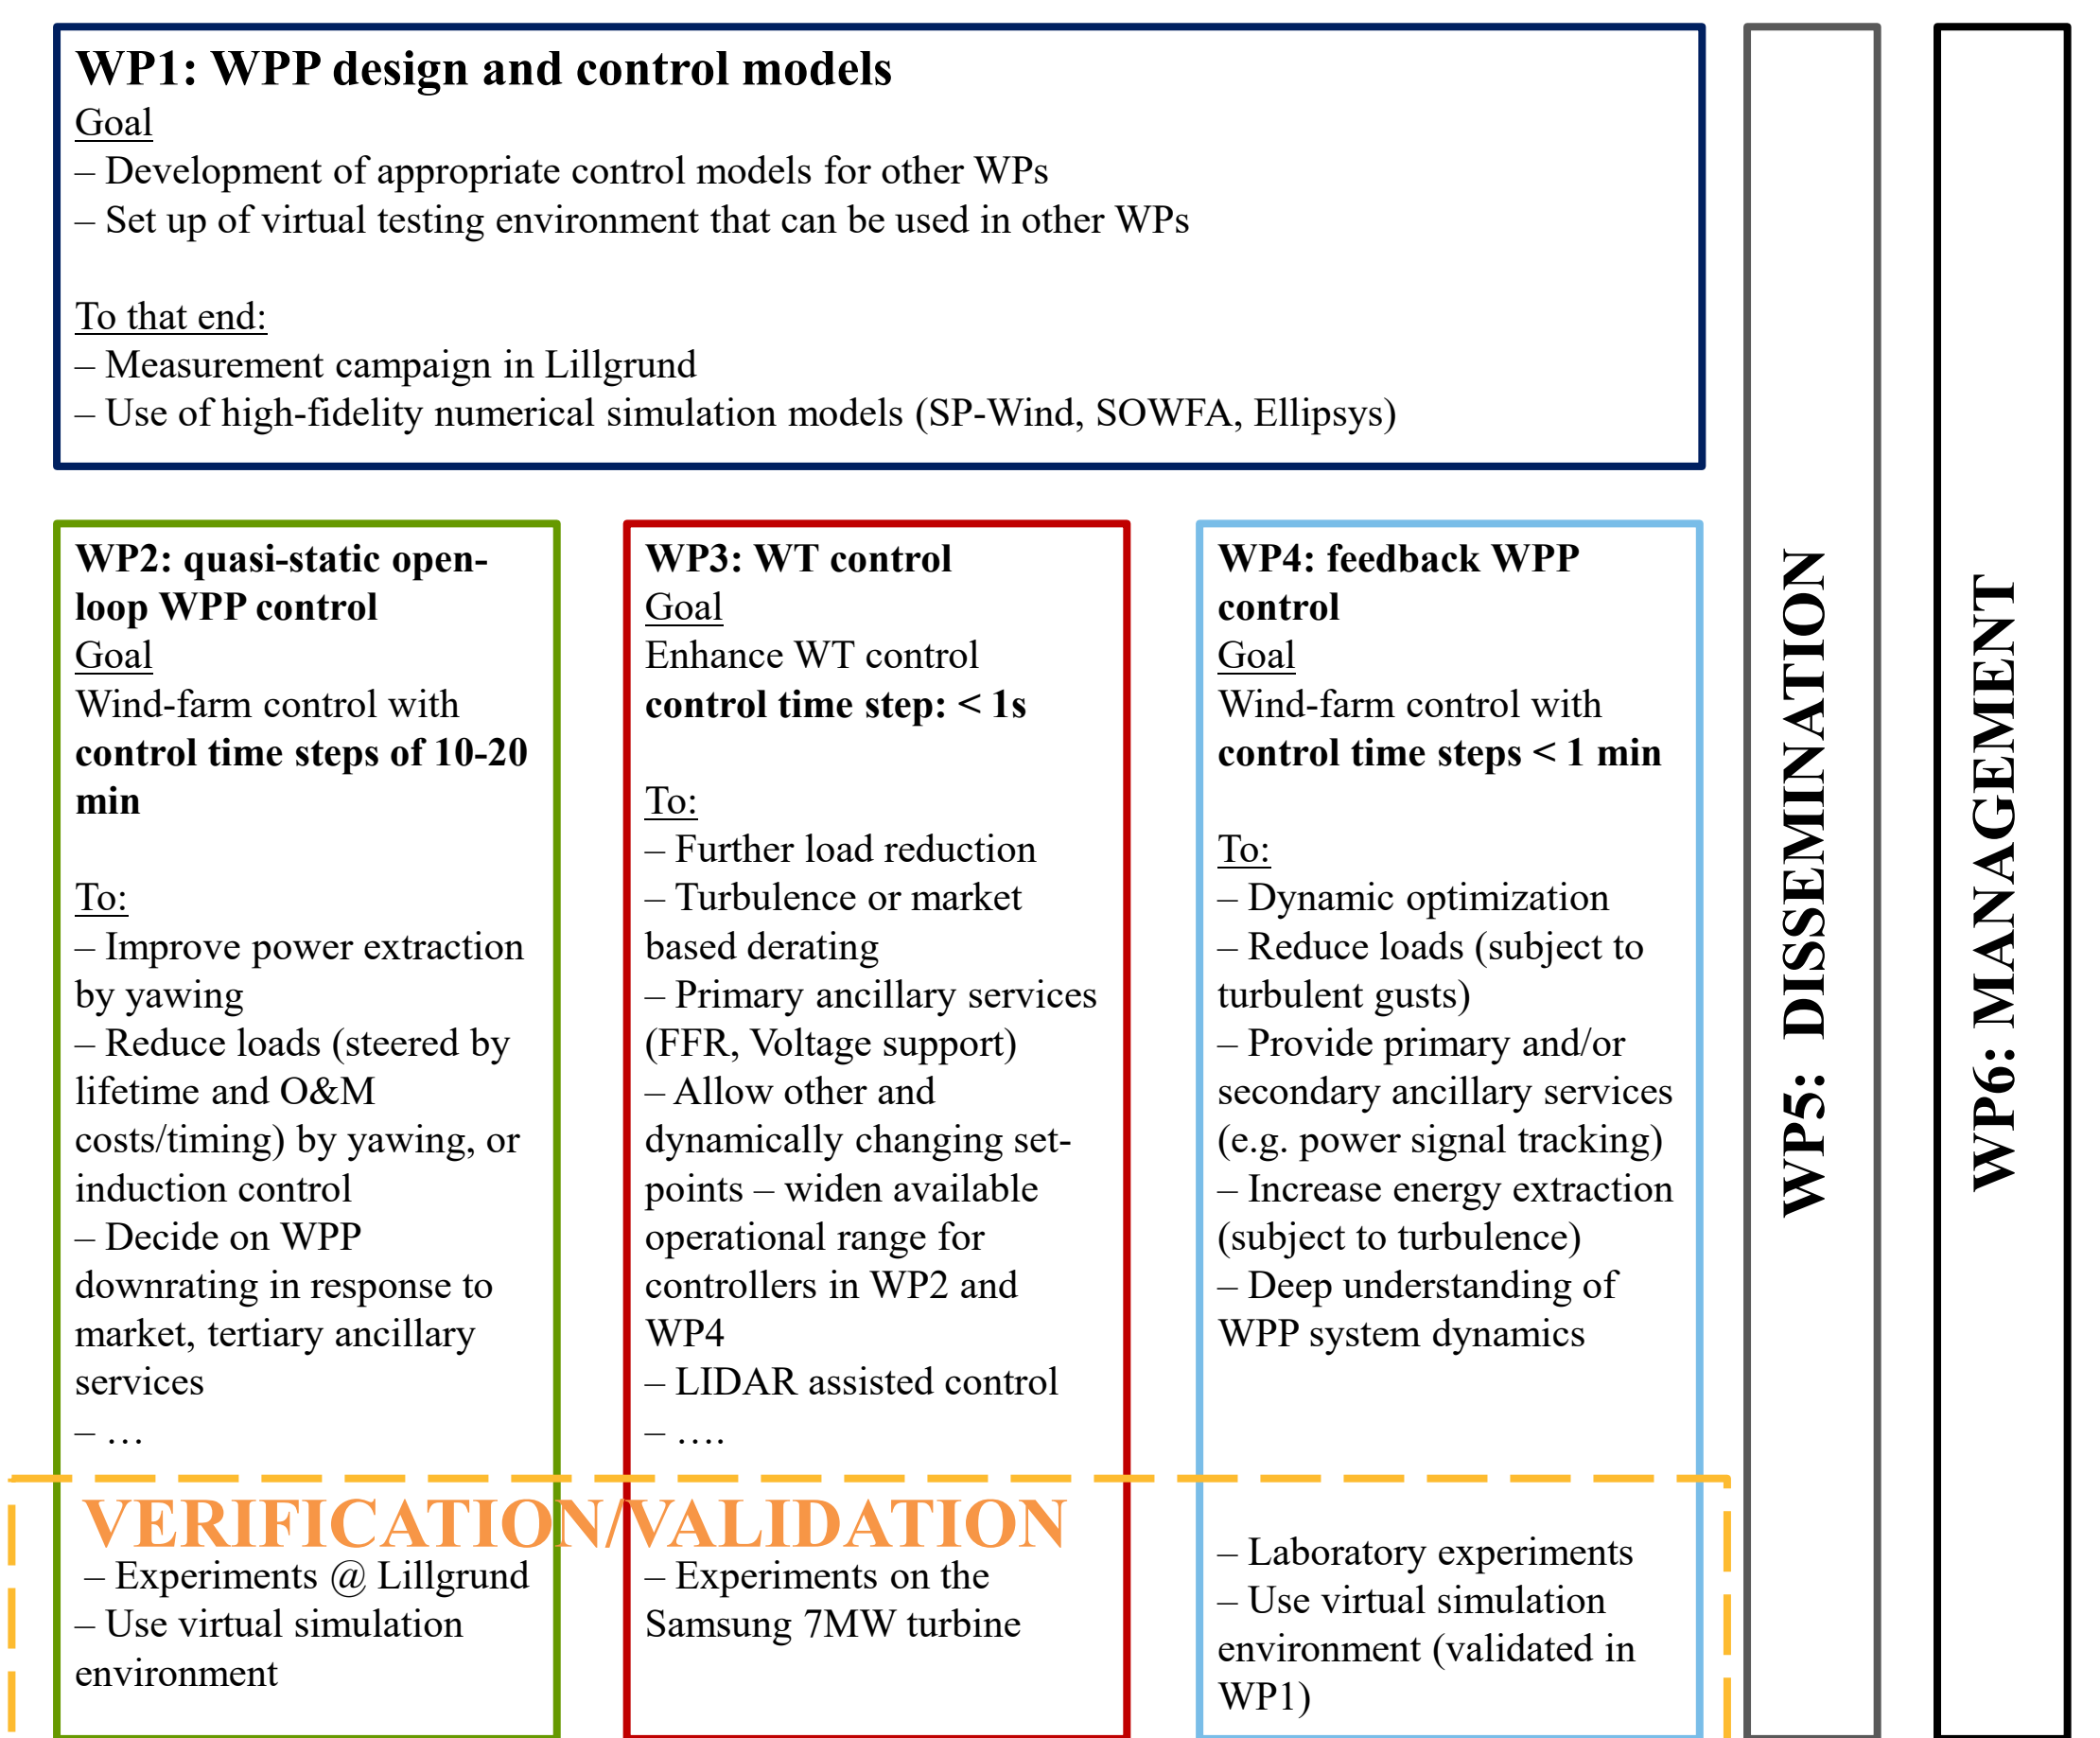 WP1: WPP design and control models
Goal
– Development of appropriate control models for other WPs
– Set up of virtual testing environment that can be used in other WPs
To that end:
– Measurement campaign in Lillgrund
– Use of high-fidelity numerical simulation models (SP-Wind, SOWFA, Ellipsys)
WP2: quasi-static open-
loop WPP control
Goal
Wind-farm control with
control time steps of 10-20
min
To:
– Improve power extraction
by yawing
– Reduce loads (steered by
lifetime and O&M
costs/timing) by yawing, or
induction control
– Decide on WPP
downrating in response to
market, tertiary ancillary
services
– …
WP3: WT control
Goal
Enhance WT control
control time step: < 1s
To:
– Further load reduction
– Turbulence or market
based derating
– Primary ancillary services
(FFR, Voltage support)
– Allow other and
dynamically changing set-
points – widen available
operational range for
controllers in WP2 and
WP4
– LIDAR assisted control
– ….
WP4: feedback WPP
control
Goal
Wind-farm control with
control time steps < 1 min
To:
– Dynamic optimization
– Reduce loads (subject to
turbulent gusts)
– Provide primary and/or
secondary ancillary services
(e.g. power signal tracking)
– Increase energy extraction
(subject to turbulence)
– Deep understanding of
WPP system dynamics
VERIFICATION/VALIDATION
– Experiments @ Lillgrund
– Use virtual simulation
environment
– Experiments on the
Samsung 7MW turbine
– Laboratory experiments
– Use virtual simulation
environment (validated in
WP1)
WP5: DISSEMINATION
WP6: MANAGEMENT